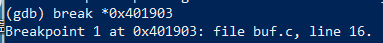 (gdb) break *0x401903
Breakpoint 1 at 0x401903: file buf.c, line 16.